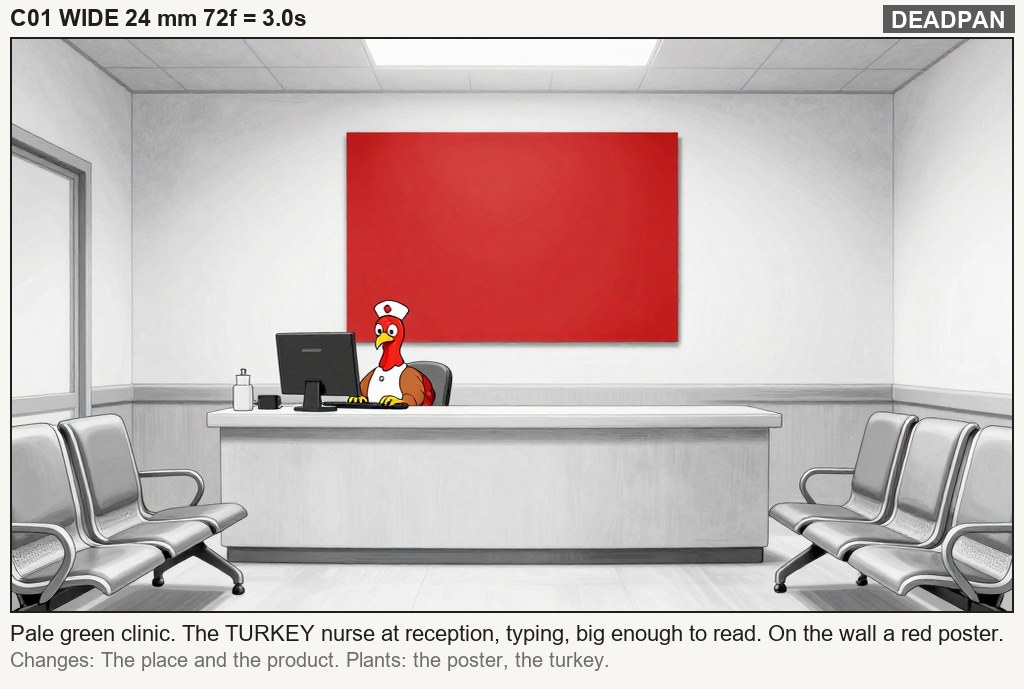 C01 WIDE 24 mm 72f = 3.0s
DEADPAN
Pale green clinic. The TURKEY nurse at reception, typing, big enough to read. On the wall a red poster.
Changes: The place and the product. Plants: the poster, the turkey.